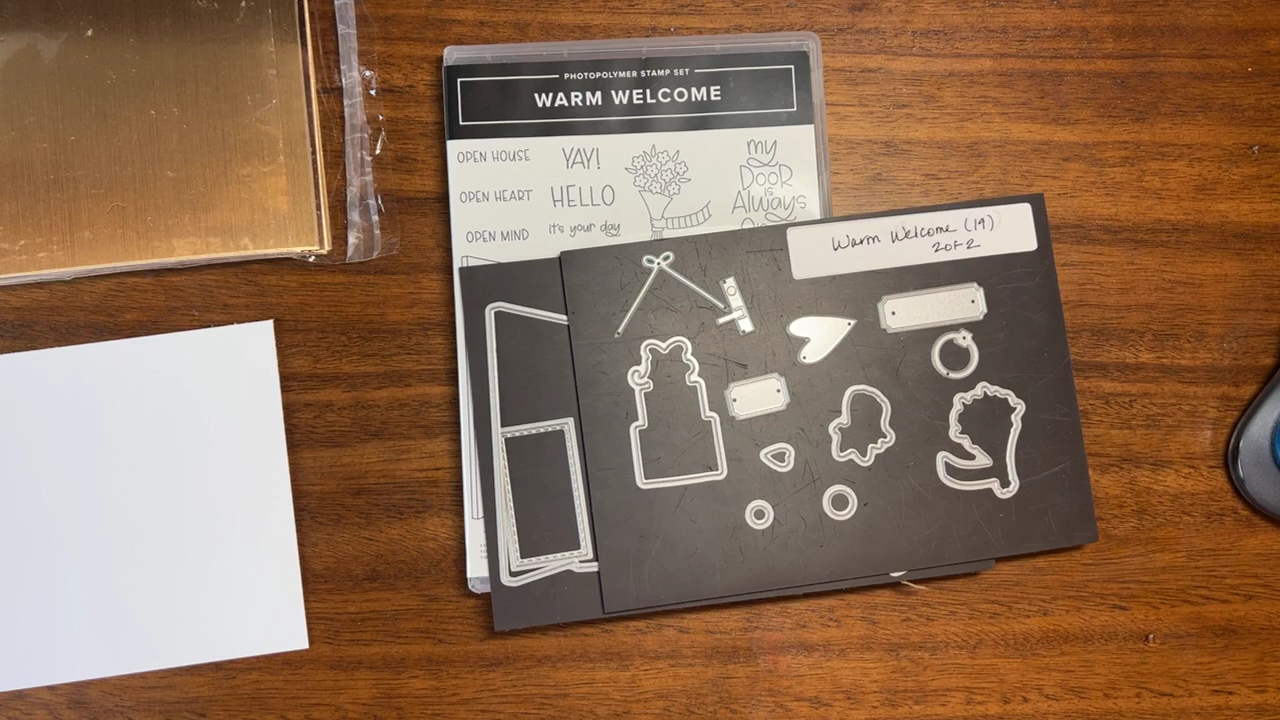 PHOTOPOLYMER STAMP SET
WARM WELCOME
OPEN HOUSE
YAY!
my
DOOR
is
Always
OPEN HEART
HELLO
OPEN MIND
it's your day
Warm Welcome (19)
2 of 2